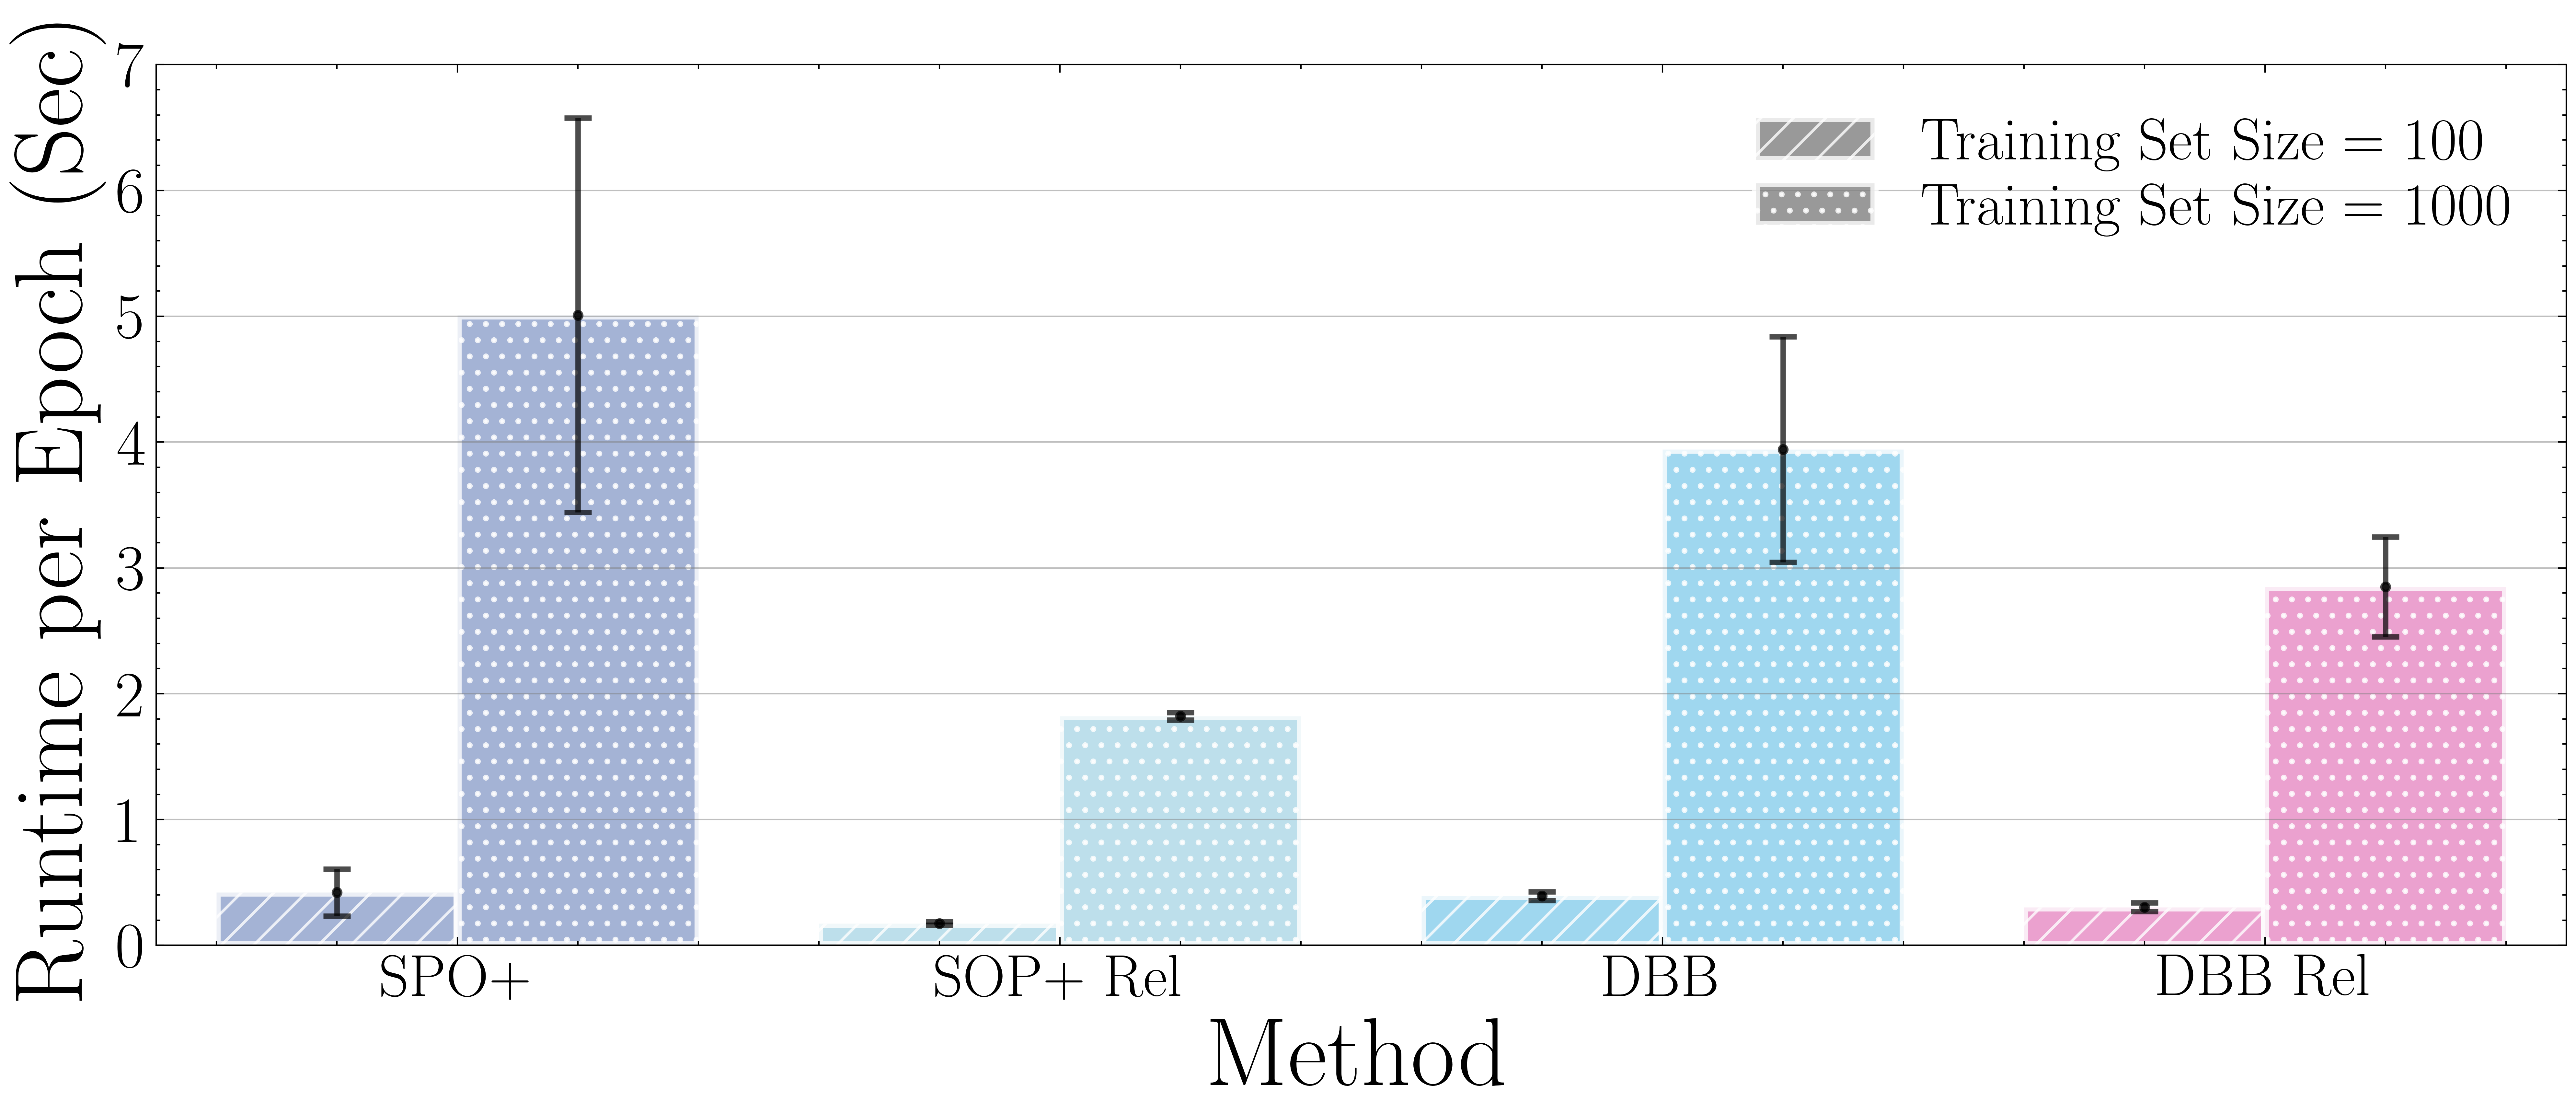 Runtime per Epoch (Sec)
7
6
5
4
3
2
1
0
Training Set Size = 100
Training Set Size = 1000
SPO+
SOP+ Rel
DBB
DBB Rel
Method